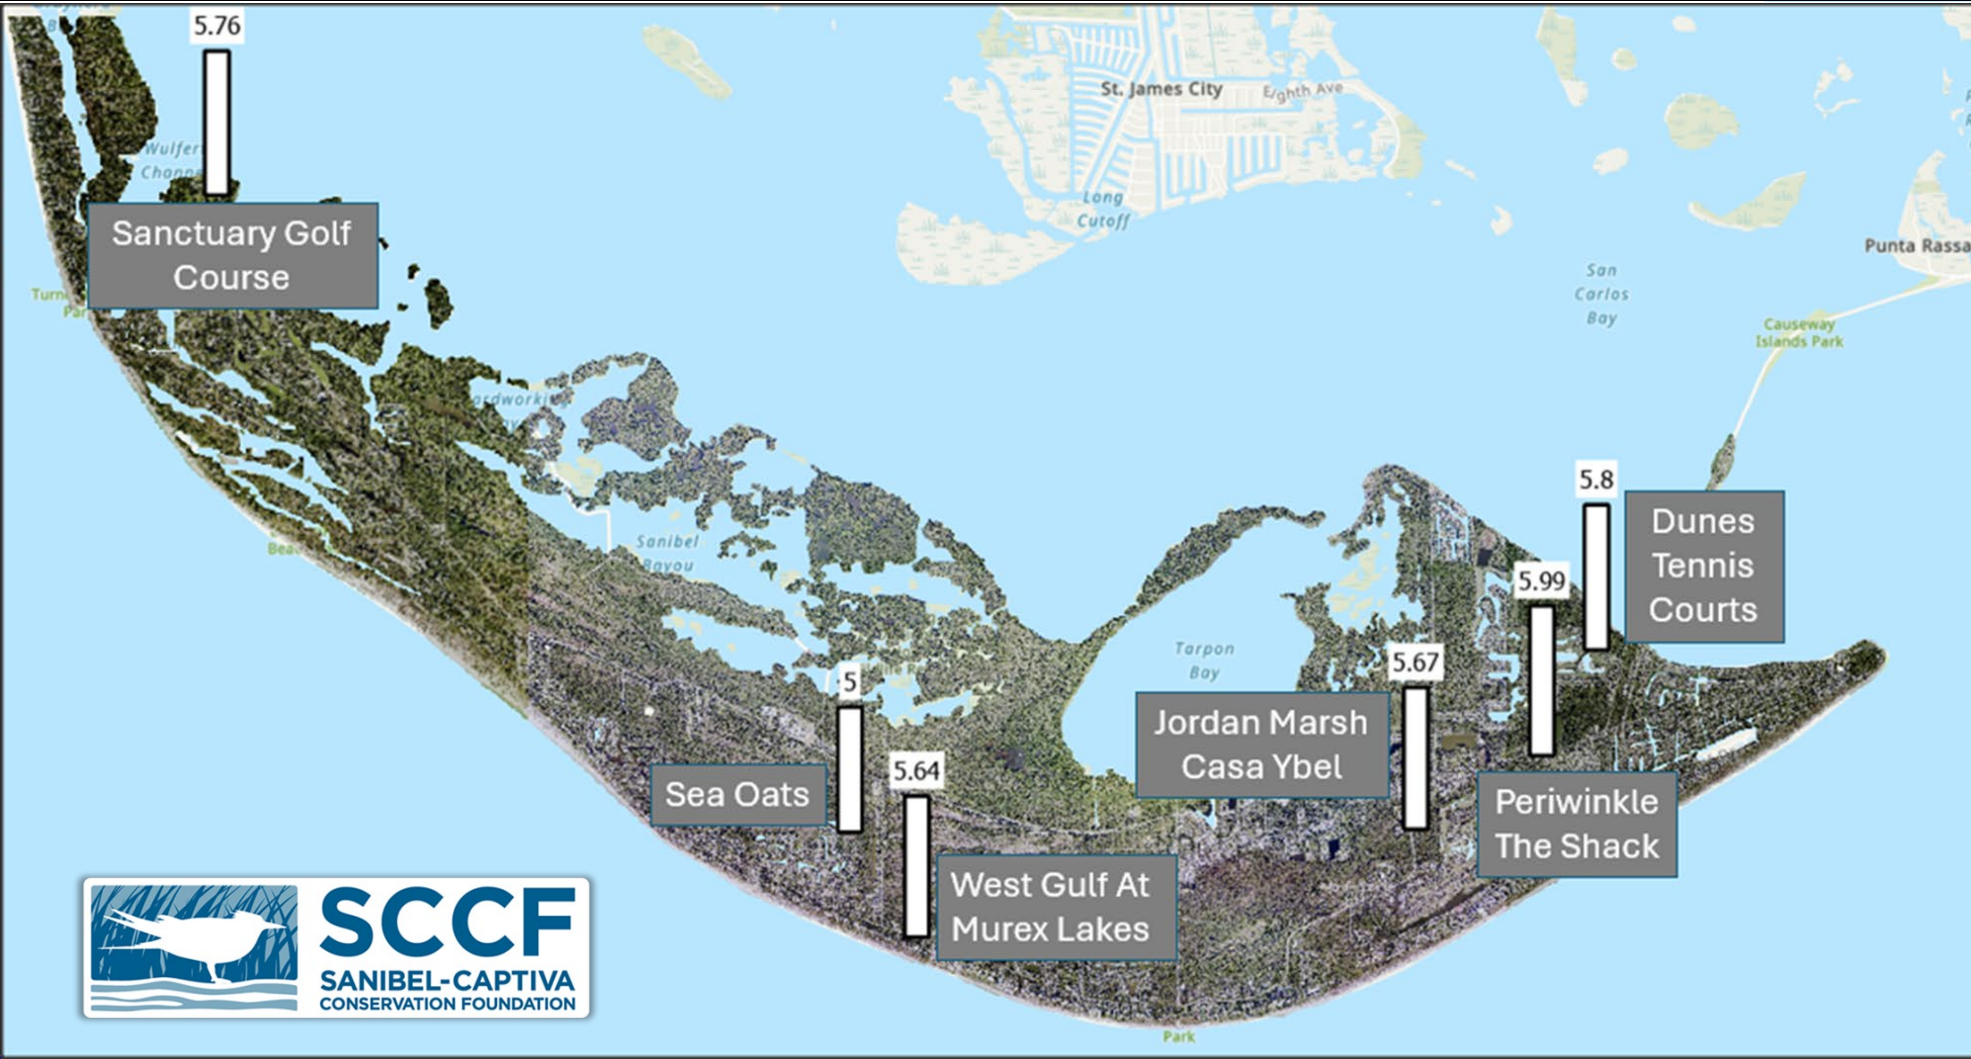 5.76
Sanctuary Golf
Course
St. James City
Eighth Ave
Long
Cutoff
San
Carlos
Bay
Punta Rassa
Causeway
Islands Park
Sanibel
Bayou
Tarpon
Bay
5.8
Dunes
Tennis
Courts
5.99
Periwinkle
The Shack
5.67
Jordan Marsh
Casa Ybel
5
Sea Oats
5.64
West Gulf At
Murex Lakes
Park
SCCF
SANIBEL-CAPTIVA
CONSERVATION FOUNDATION